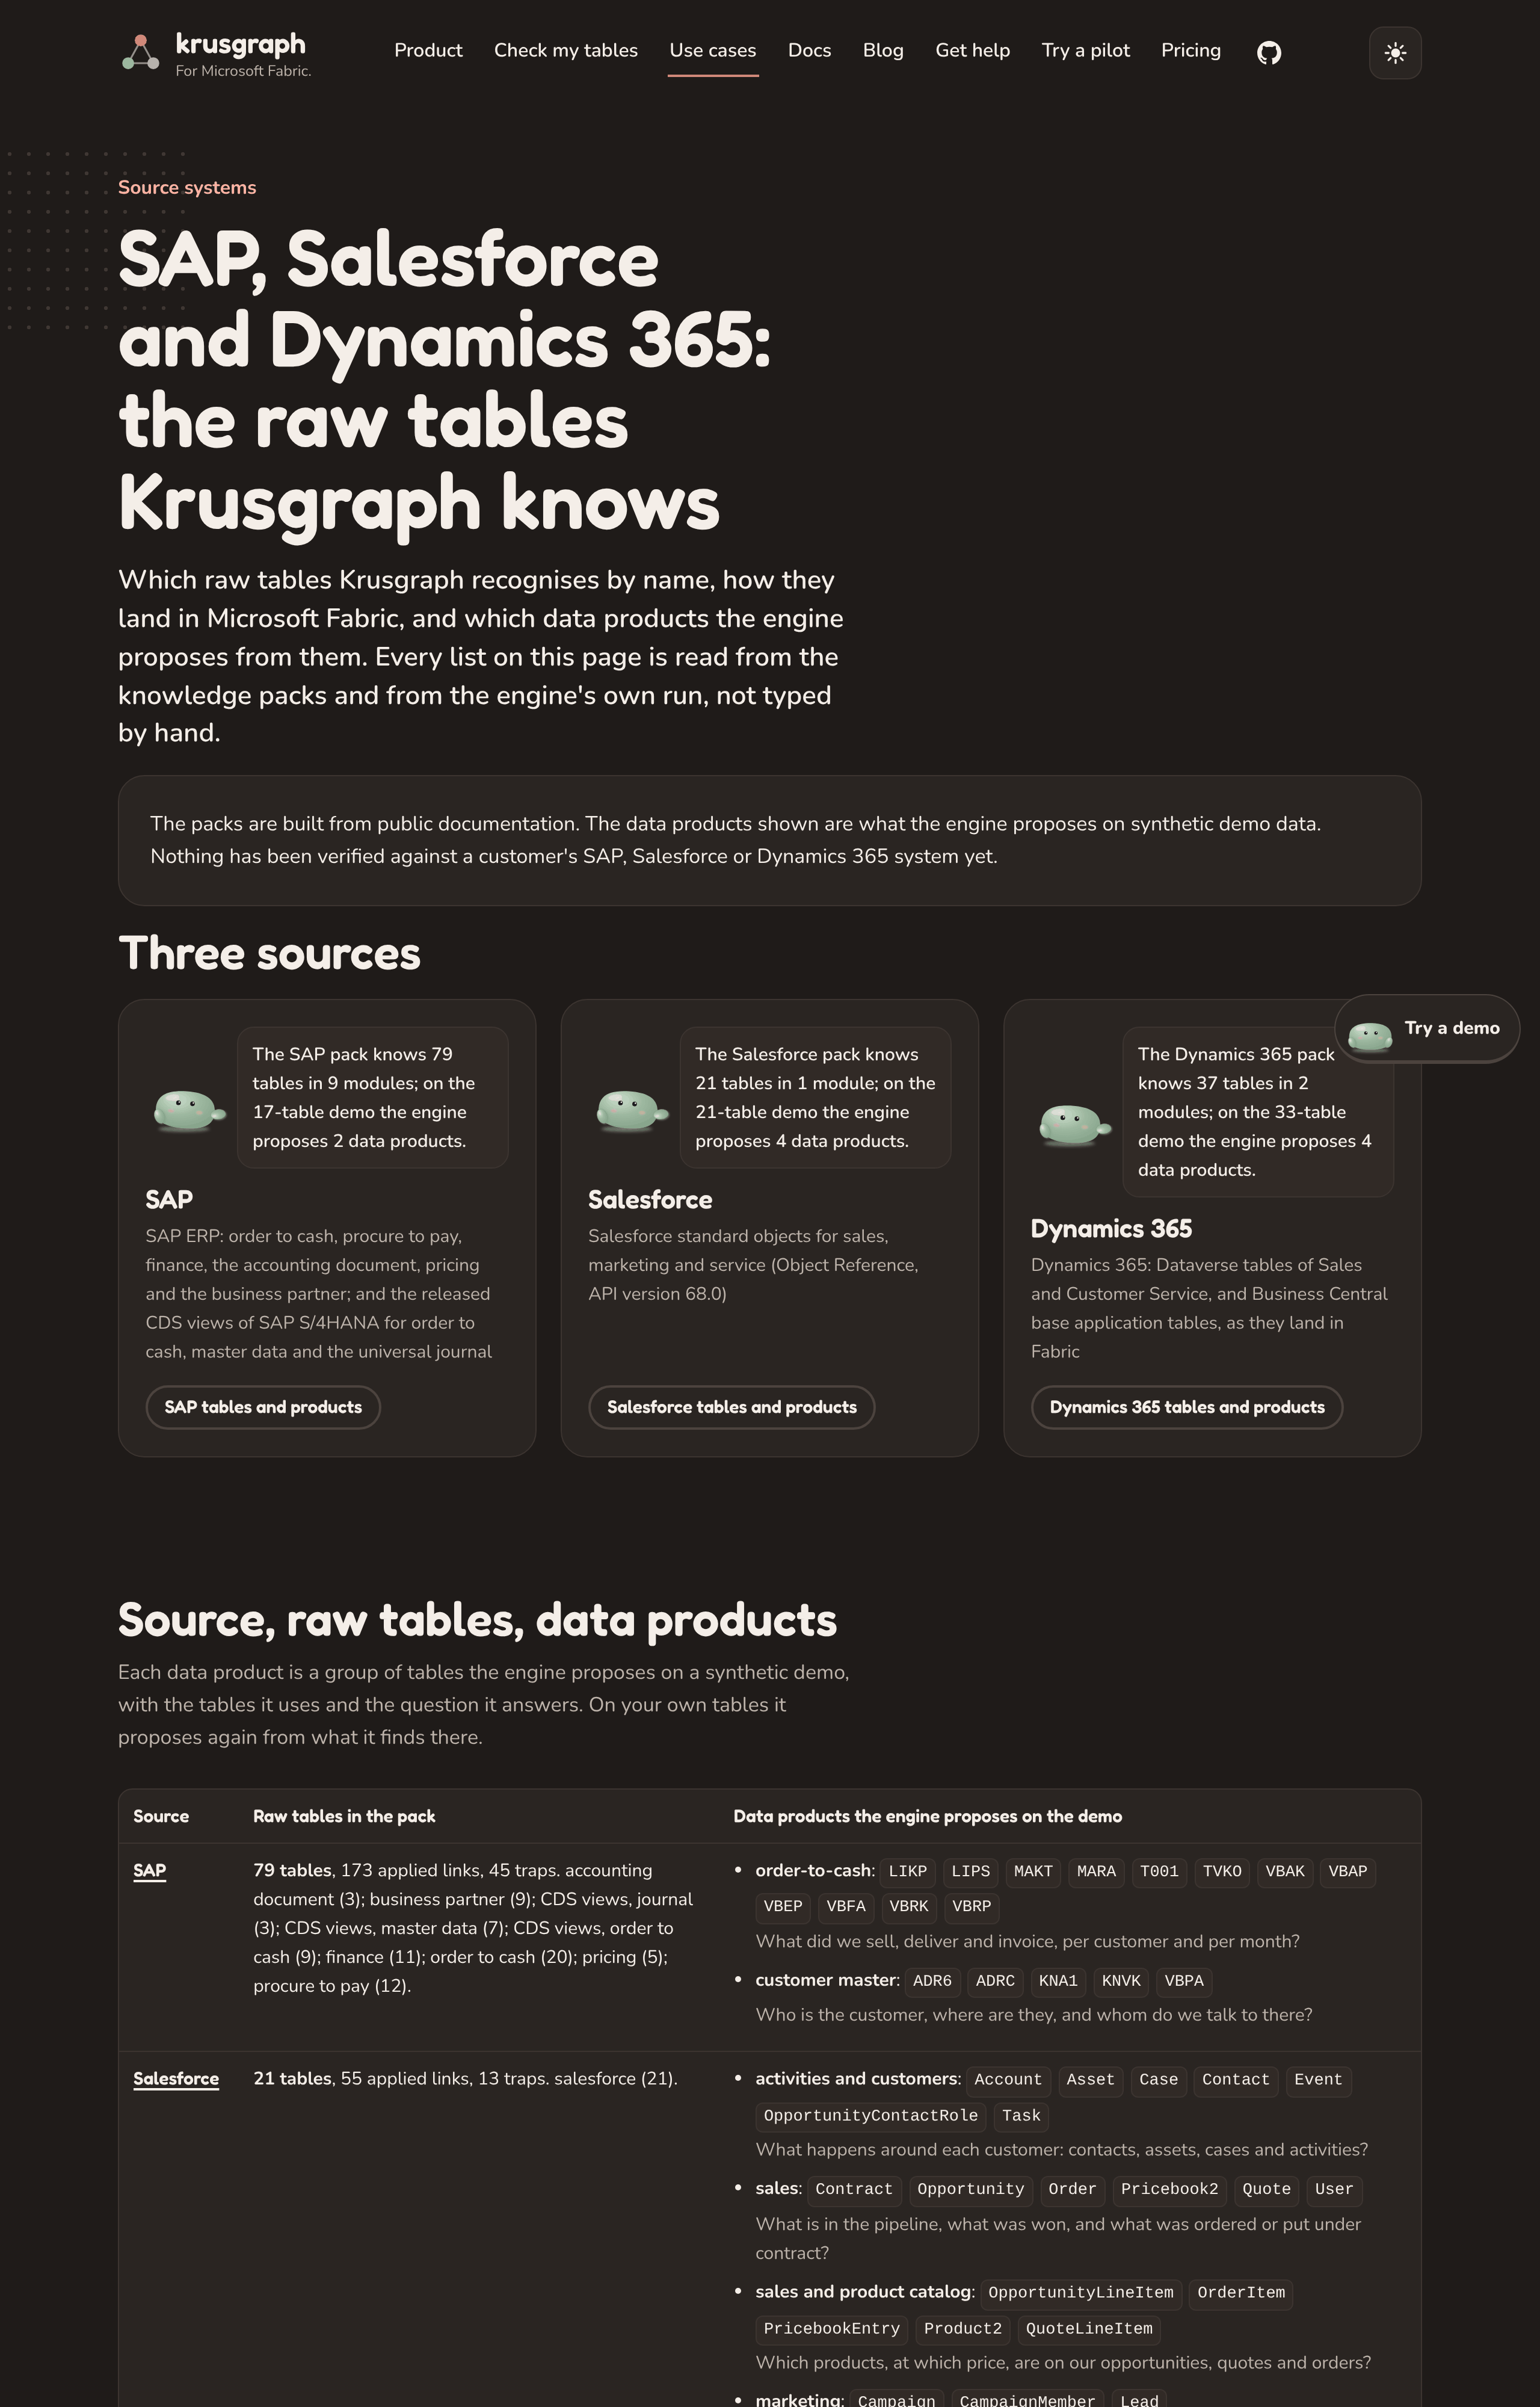 krusgraph
For Microsoft Fabric.
Product
Check my tables
Use cases
Docs
Blog
Get help
Try a pilot
Pricing
Source systems
SAP, Salesforce
and Dynamics 365:
the raw tables
Krusgraph knows
Which raw tables Krusgraph recognises by name, how they
land in Microsoft Fabric, and which data products the engine
proposes from them. Every list on this page is read from the
knowledge packs and from the engine's own run, not typed
by hand.
The packs are built from public documentation. The data products shown are what the engine proposes on synthetic demo data.
Nothing has been verified against a customer's SAP, Salesforce or Dynamics 365 system yet.
Three sources
The SAP pack knows 79
tables in 9 modules; on the
17-table demo the engine
proposes 2 data products.
SAP
SAP ERP: order to cash, procure to pay,
finance, the accounting document, pricing
and the business partner; and the released
CDS views of SAP S/4HANA for order to
cash, master data and the universal journal
SAP tables and products
The Salesforce pack knows
21 tables in 1 module; on the
21-table demo the engine
proposes 4 data products.
Salesforce
Salesforce standard objects for sales,
marketing and service (Object Reference,
API version 68.0)
Salesforce tables and products
The Dynamics 365 pack
knows 37 tables in 2
modules; on the 33-table
demo the engine proposes 4
data products.
Dynamics 365
Dynamics 365: Dataverse tables of Sales
and Customer Service, and Business Central
base application tables, as they land in
Fabric
Dynamics 365 tables and products
Try a demo
Source, raw tables, data products
Each data product is a group of tables the engine proposes on a synthetic demo,
with the tables it uses and the question it answers. On your own tables it
proposes again from what it finds there.
Source
Raw tables in the pack
Data products the engine proposes on the demo
SAP
79 tables, 173 applied links, 45 traps. accounting
document (3); business partner (9); CDS views, journal
(3); CDS views, master data (7); CDS views, order to
cash (9); finance (11); order to cash (20); pricing (5);
procure to pay (12).
• order-to-cash: LIKP LIPS MAKT MARA T001 TVKO VBAK VBAP
VBEP VBFA VBRK VBRP
What did we sell, deliver and invoice, per customer and per month?
• customer master: ADR6 ADRC KNA1 KNVK VBPA
Who is the customer, where are they, and whom do we talk to there?
Salesforce
21 tables, 55 applied links, 13 traps. salesforce (21).
• activities and customers: Account Asset Case Contact Event
OpportunityContactRole Task
What happens around each customer: contacts, assets, cases and activities?
• sales: Contract Opportunity Order Pricebook2 Quote User
What is in the pipeline, what was won, and what was ordered or put under
contract?
• sales and product catalog: OpportunityLineItem OrderItem
PricebookEntry Product2 QuoteLineItem
Which products, at which price, are on our opportunities, quotes and orders?
• marketing: Campaign CampaignMember Lead